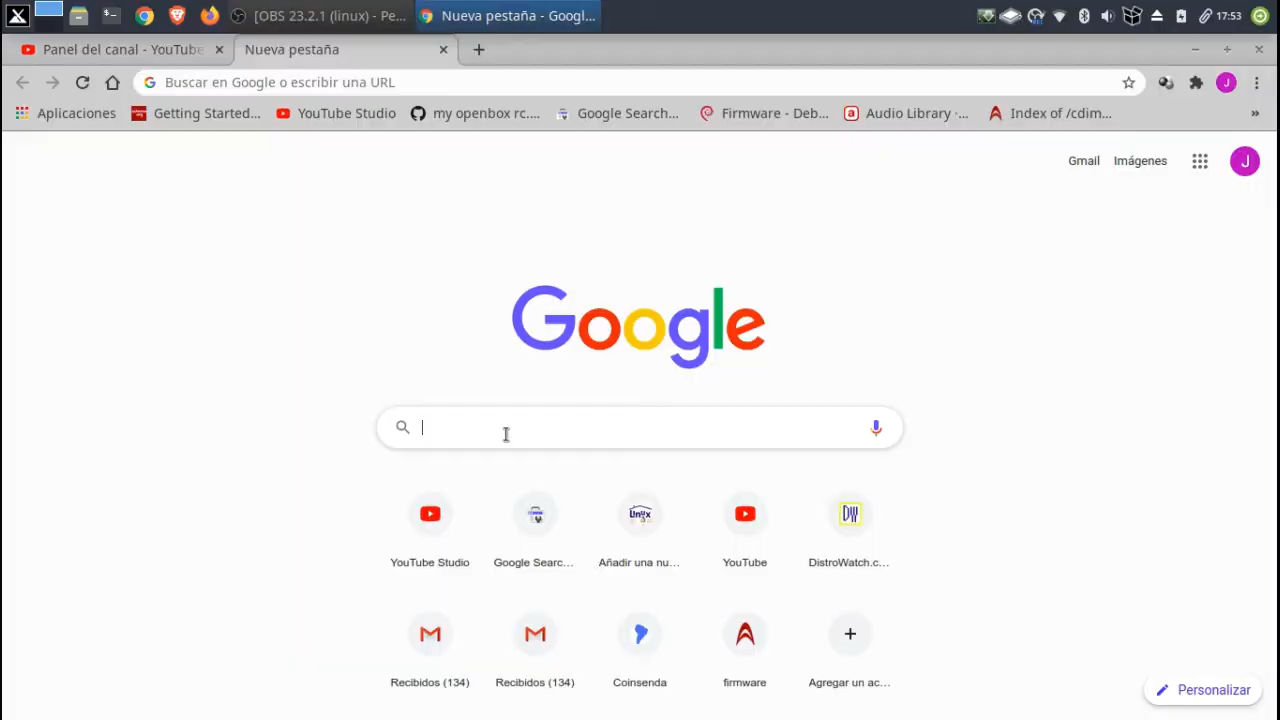 [OBS 23.2.1 (linux) - Pe...
Nueva pestaña - Googl...
17:53
Panel del canal - YouTube
Nueva pestaña
Buscar en Google o escribir una URL
J
Aplicaciones
Getting Started...
YouTube Studio
my openbox rc....
Google Search...
Firmware - Deb...
Audio Library -...
Index of /cdim...
Gmail
Imágenes
J
Google
YouTube Studio
Google Searc...
Añadir una nu...
YouTube
DistroWatch.c...
Recibidos (134)
Recibidos (134)
Coinsenda
firmware
Agregar un ac...
Personalizar